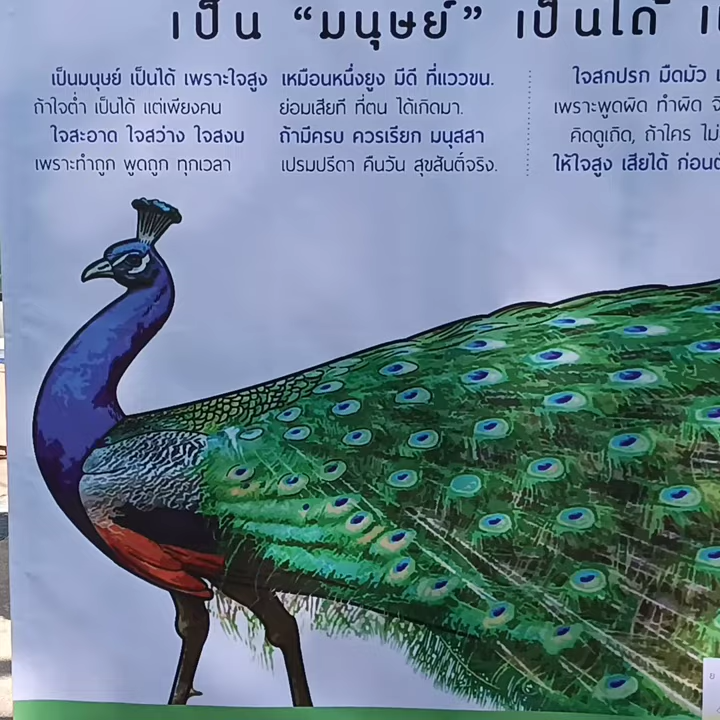 เป็น “มนุษย์” เป็นได้
เป็นมนุษย์ เป็นได้ เพราะใจสูง เหมือนหนึ่งยูง มีดี ที่แววขน.
ถ้าใจต่ำ เป็นได้ แต่เพียงคน ย่อมเสียที ที่ตน ได้เกิดมา.
ใจสะอาด ใจสว่าง ใจสงบ ถ้ามีครบ ควรเรียก มนุสสา
เพราะทำถูก พูดถูก ทุกเวลา เปรมปรีดา คืนวัน สุขสันติ์จริง.
ใจสกปรก มืดมัว
เพราะพูดผิด ทำผิด
คิดดูเถิด, ถ้าใคร ไม่
ให้ใจสูง เสียได้ ก่อน